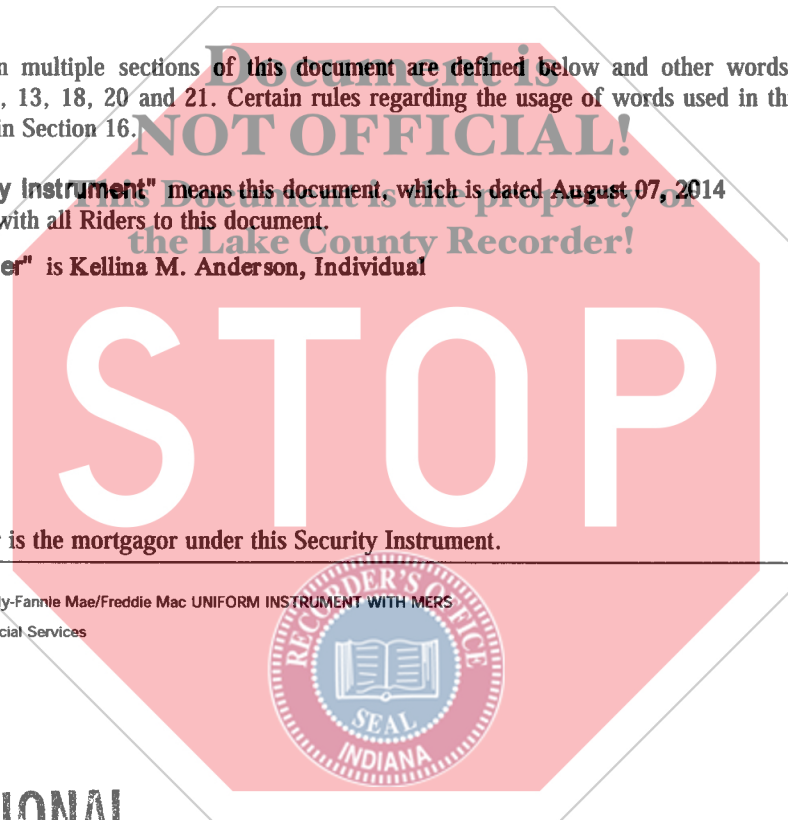 Document is
n multiple sections of this document are defined below and other words
, 13, 18, 20 and 21. Certain rules regarding the usage of words used in thi
in Section 16.
NOT OFFICIAL!
y Instrument" means this document, which is dated August 07, 2014
This Document is the property of
with all Riders to this document.
the Lake County Recorder!
er" is Kellina M. Anderson, Individual
STOP
is the mortgagor under this Security Instrument.
ly-Fannie Mae/Freddie Mac UNIFORM INSTRUMENT WITH MERS
cial Services
RECORDER'S OFFICE
SEAL
INDIANA
IONAL